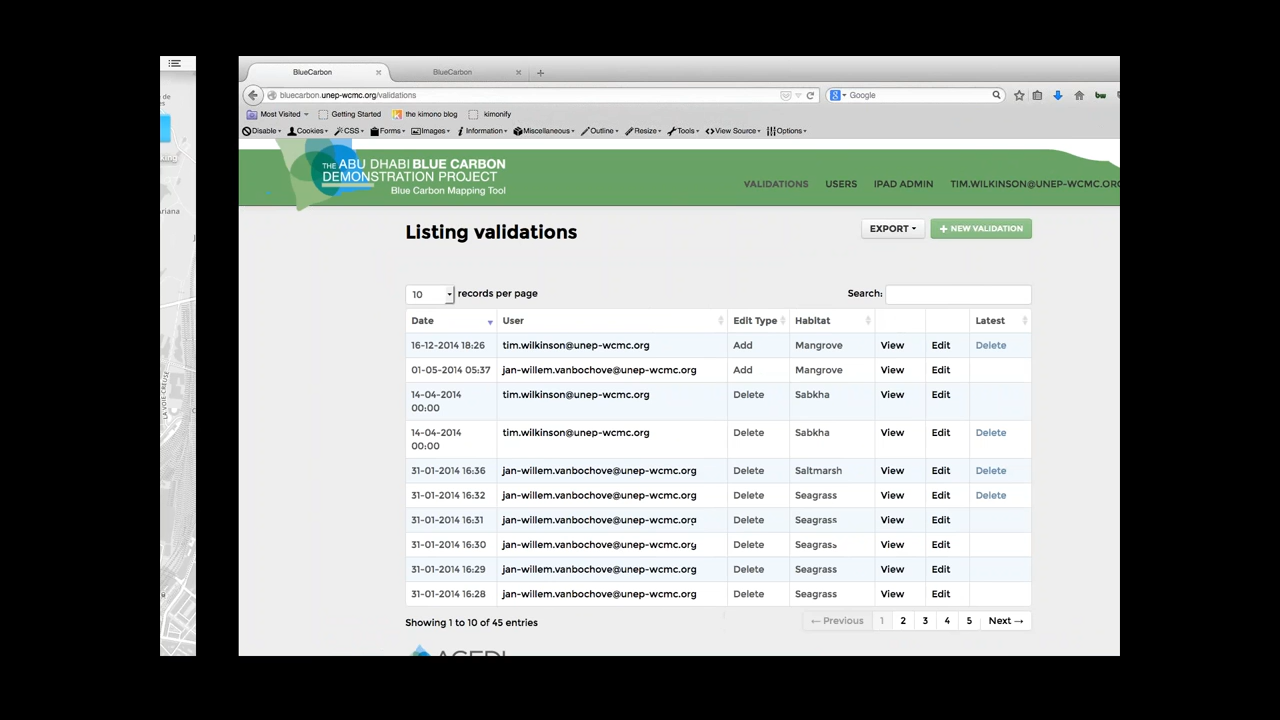 BlueCarbon
BlueCarbon
bluecarbon.unep-wcmc.org/validations
Google
Most Visited
Getting Started
the kimono blog
kimonify
Disable
Cookies
CSS
Forms
Images
Information
Miscellaneous
Outline
Resize
Tools
View Source
Options
THE ABU DHABI BLUE CARBON
DEMONSTRATION PROJECT
Blue Carbon Mapping Tool
VALIDATIONS USERS IPAD ADMIN TIM.WILKINSON@UNEP-WCMC.ORG
Listing validations
EXPORT
NEW VALIDATION
10 records per page
Search:
Date User Edit Type Habitat Latest
16-12-2014 18:26 tim.wilkinson@unep-wcmc.org Add Mangrove View Edit Delete
01-05-2014 05:37 jan-willem.vanbochove@unep-wcmc.org Add Mangrove View Edit
14-04-2014 00:00 tim.wilkinson@unep-wcmc.org Delete Sabkha View Edit
14-04-2014 00:00 tim.wilkinson@unep-wcmc.org Delete Sabkha View Edit Delete
31-01-2014 16:36 jan-willem.vanbochove@unep-wcmc.org Delete Saltmarsh View Edit Delete
31-01-2014 16:32 jan-willem.vanbochove@unep-wcmc.org Delete Seagrass View Edit Delete
31-01-2014 16:31 jan-willem.vanbochove@unep-wcmc.org Delete Seagrass View Edit
31-01-2014 16:30 jan-willem.vanbochove@unep-wcmc.org Delete Seagrass View Edit
31-01-2014 16:29 jan-willem.vanbochove@unep-wcmc.org Delete Seagrass View Edit
31-01-2014 16:28 jan-willem.vanbochove@unep-wcmc.org Delete Seagrass View Edit
Showing 1 to 10 of 45 entries
← Previous 1 2 3 4 5 Next →
AGEDI
Ariana
LA VOIE-CREUSE